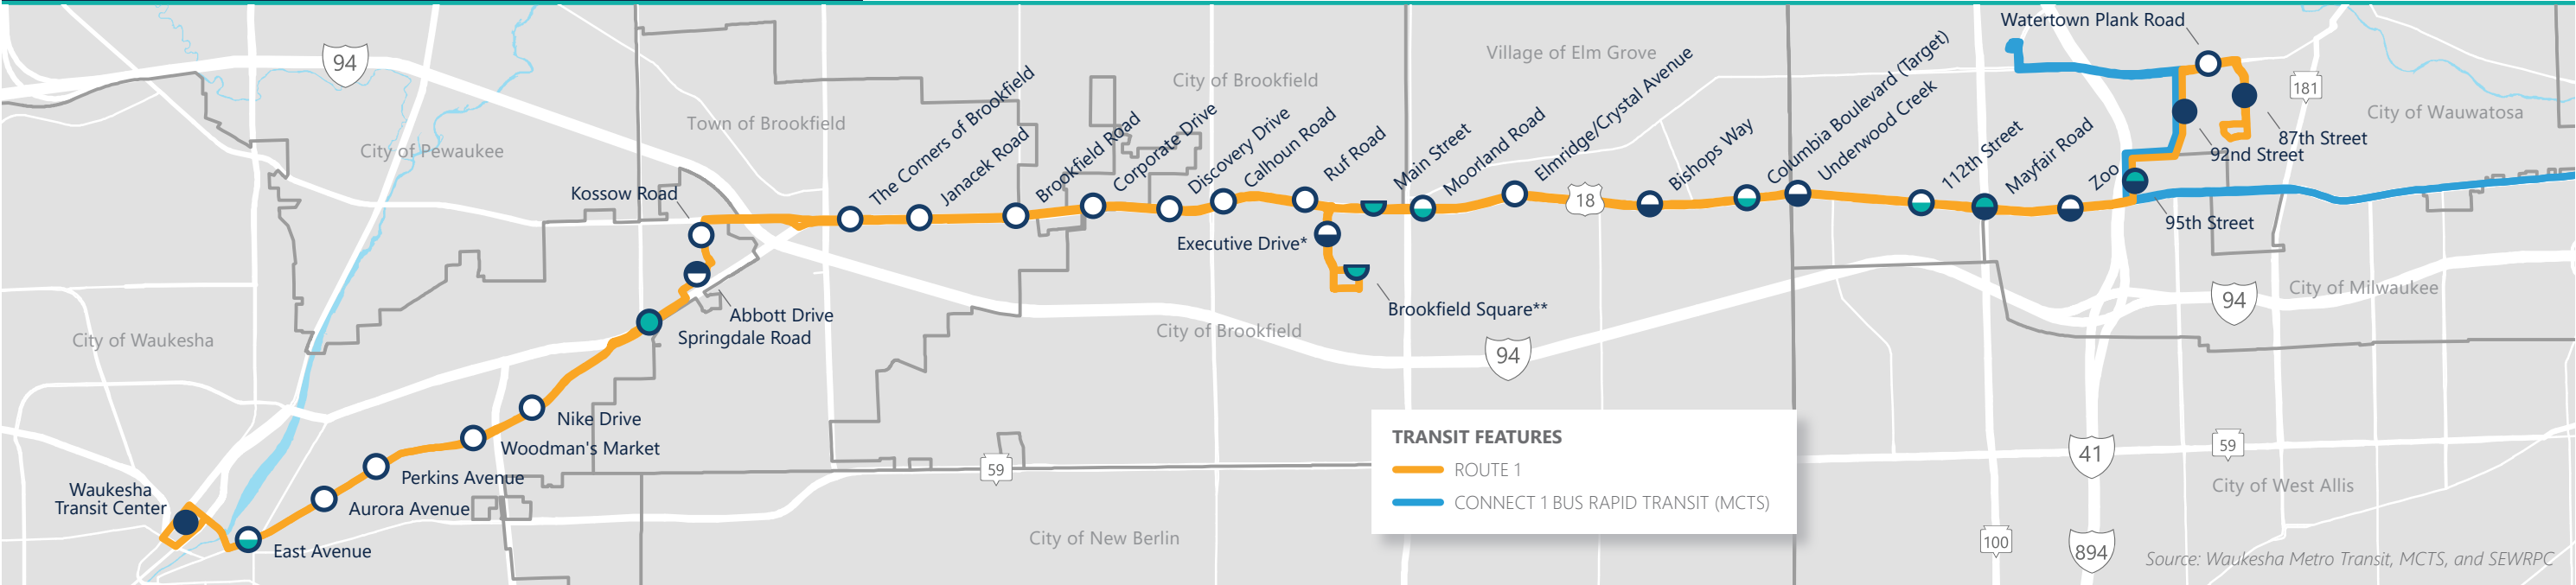 Watertown Plank Road
94
Village of Elm Grove
City of Brookfield
181
City of Wauwatosa
Town of Brookfield
City of Pewaukee
The Corners of Brookfield
Janacek Road
Brookfield Road
Corporate Drive
Discovery Drive
Calhoun Road
Ruf Road
Main Street
Moorland Road
Elmridge/Crystal Avenue
Bishops Way
Columbia Boulevard (Target)
Underwood Creek
112th Street
Mayfair Road
Zoo
87th Street
92nd Street
Kossow Road
18
95th Street
Executive Drive*
Brookfield Square**
City of Milwaukee
94
Abbott Drive
Springdale Road
City of Waukesha
City of Brookfield
94
Nike Drive
Woodman's Market
TRANSIT FEATURES
ROUTE 1
CONNECT 1 BUS RAPID TRANSIT (MCTS)
59
41
59
Perkins Avenue
Waukesha
Transit Center
Aurora Avenue
City of West Allis
East Avenue
City of New Berlin
100
894
Source: Waukesha Metro Transit, MCTS, and SEWRPC